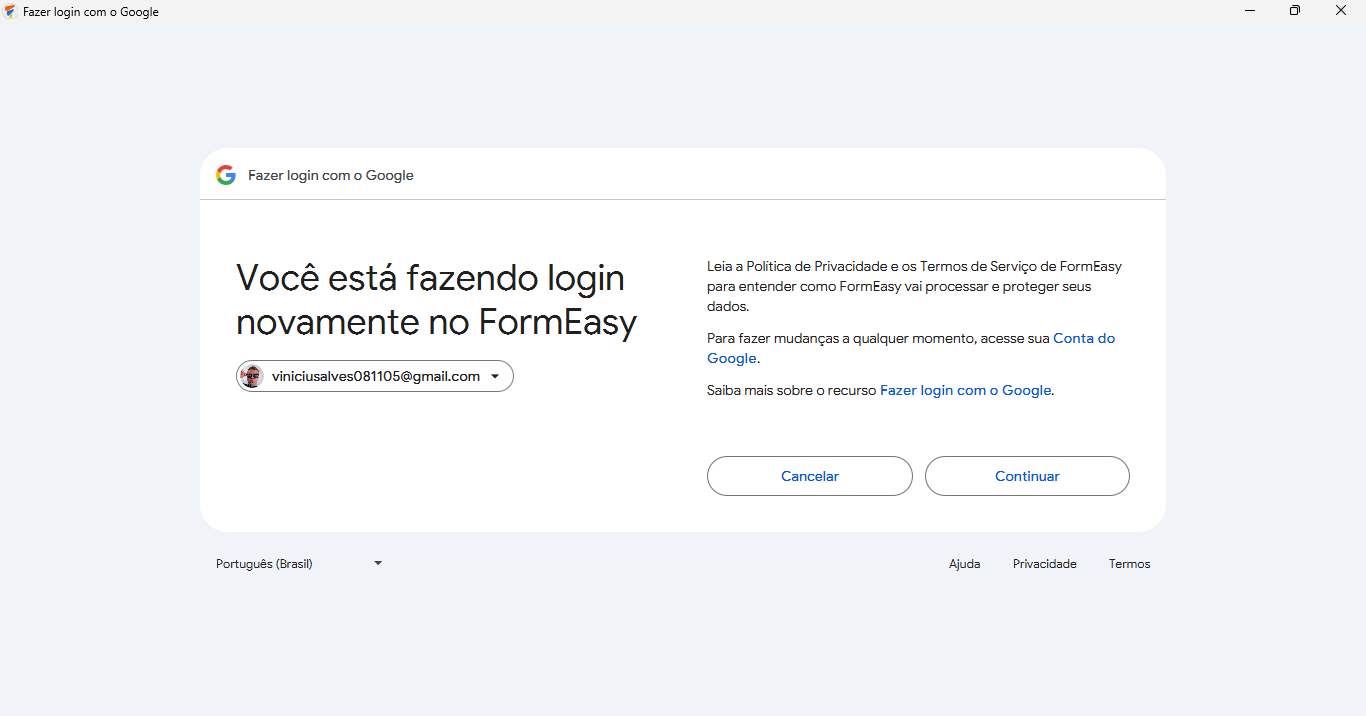 Fazer login com o Google
Fazer login com o Google
Você está fazendo login
novamente no FormEasy
viniciusalves081105@gmail.com
Leia a Política de Privacidade e os Termos de Serviço de FormEasy
para entender como FormEasy vai processar e proteger seus
dados.
Para fazer mudanças a qualquer momento, acesse sua Conta do
Google.
Saiba mais sobre o recurso Fazer login com o Google.
Cancelar
Continuar
Português (Brasil)
Ajuda
Privacidade
Termos